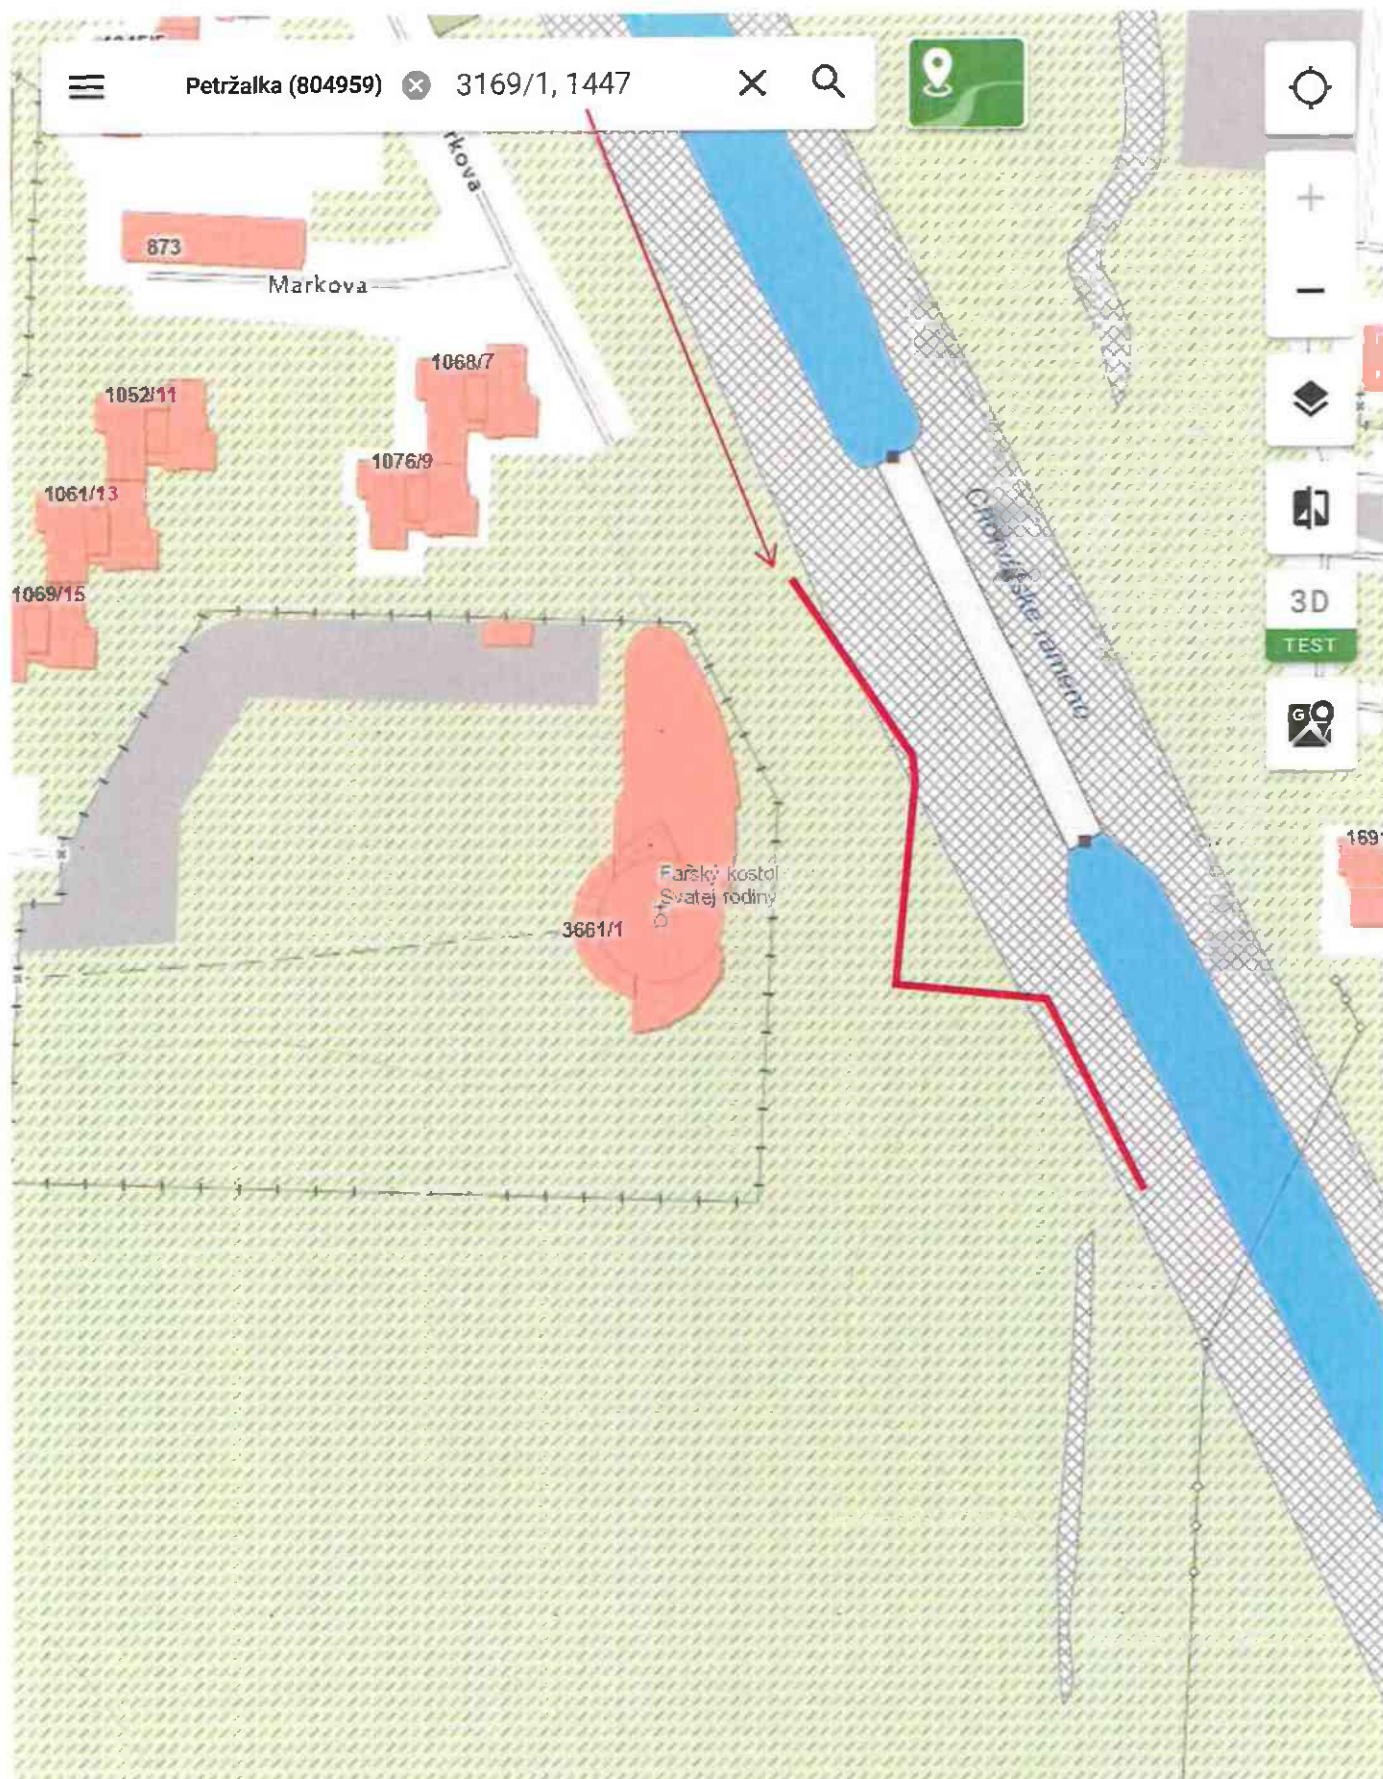 Petržalka (804959) 3169/1, 1447
rkova
873
Markova
1068/7
1052/11
1076/9
1061/13
Chorvátske rameno
1069/15
3D
TEST
G
1691
Farský kostol
Svätej rodiny
3661/1